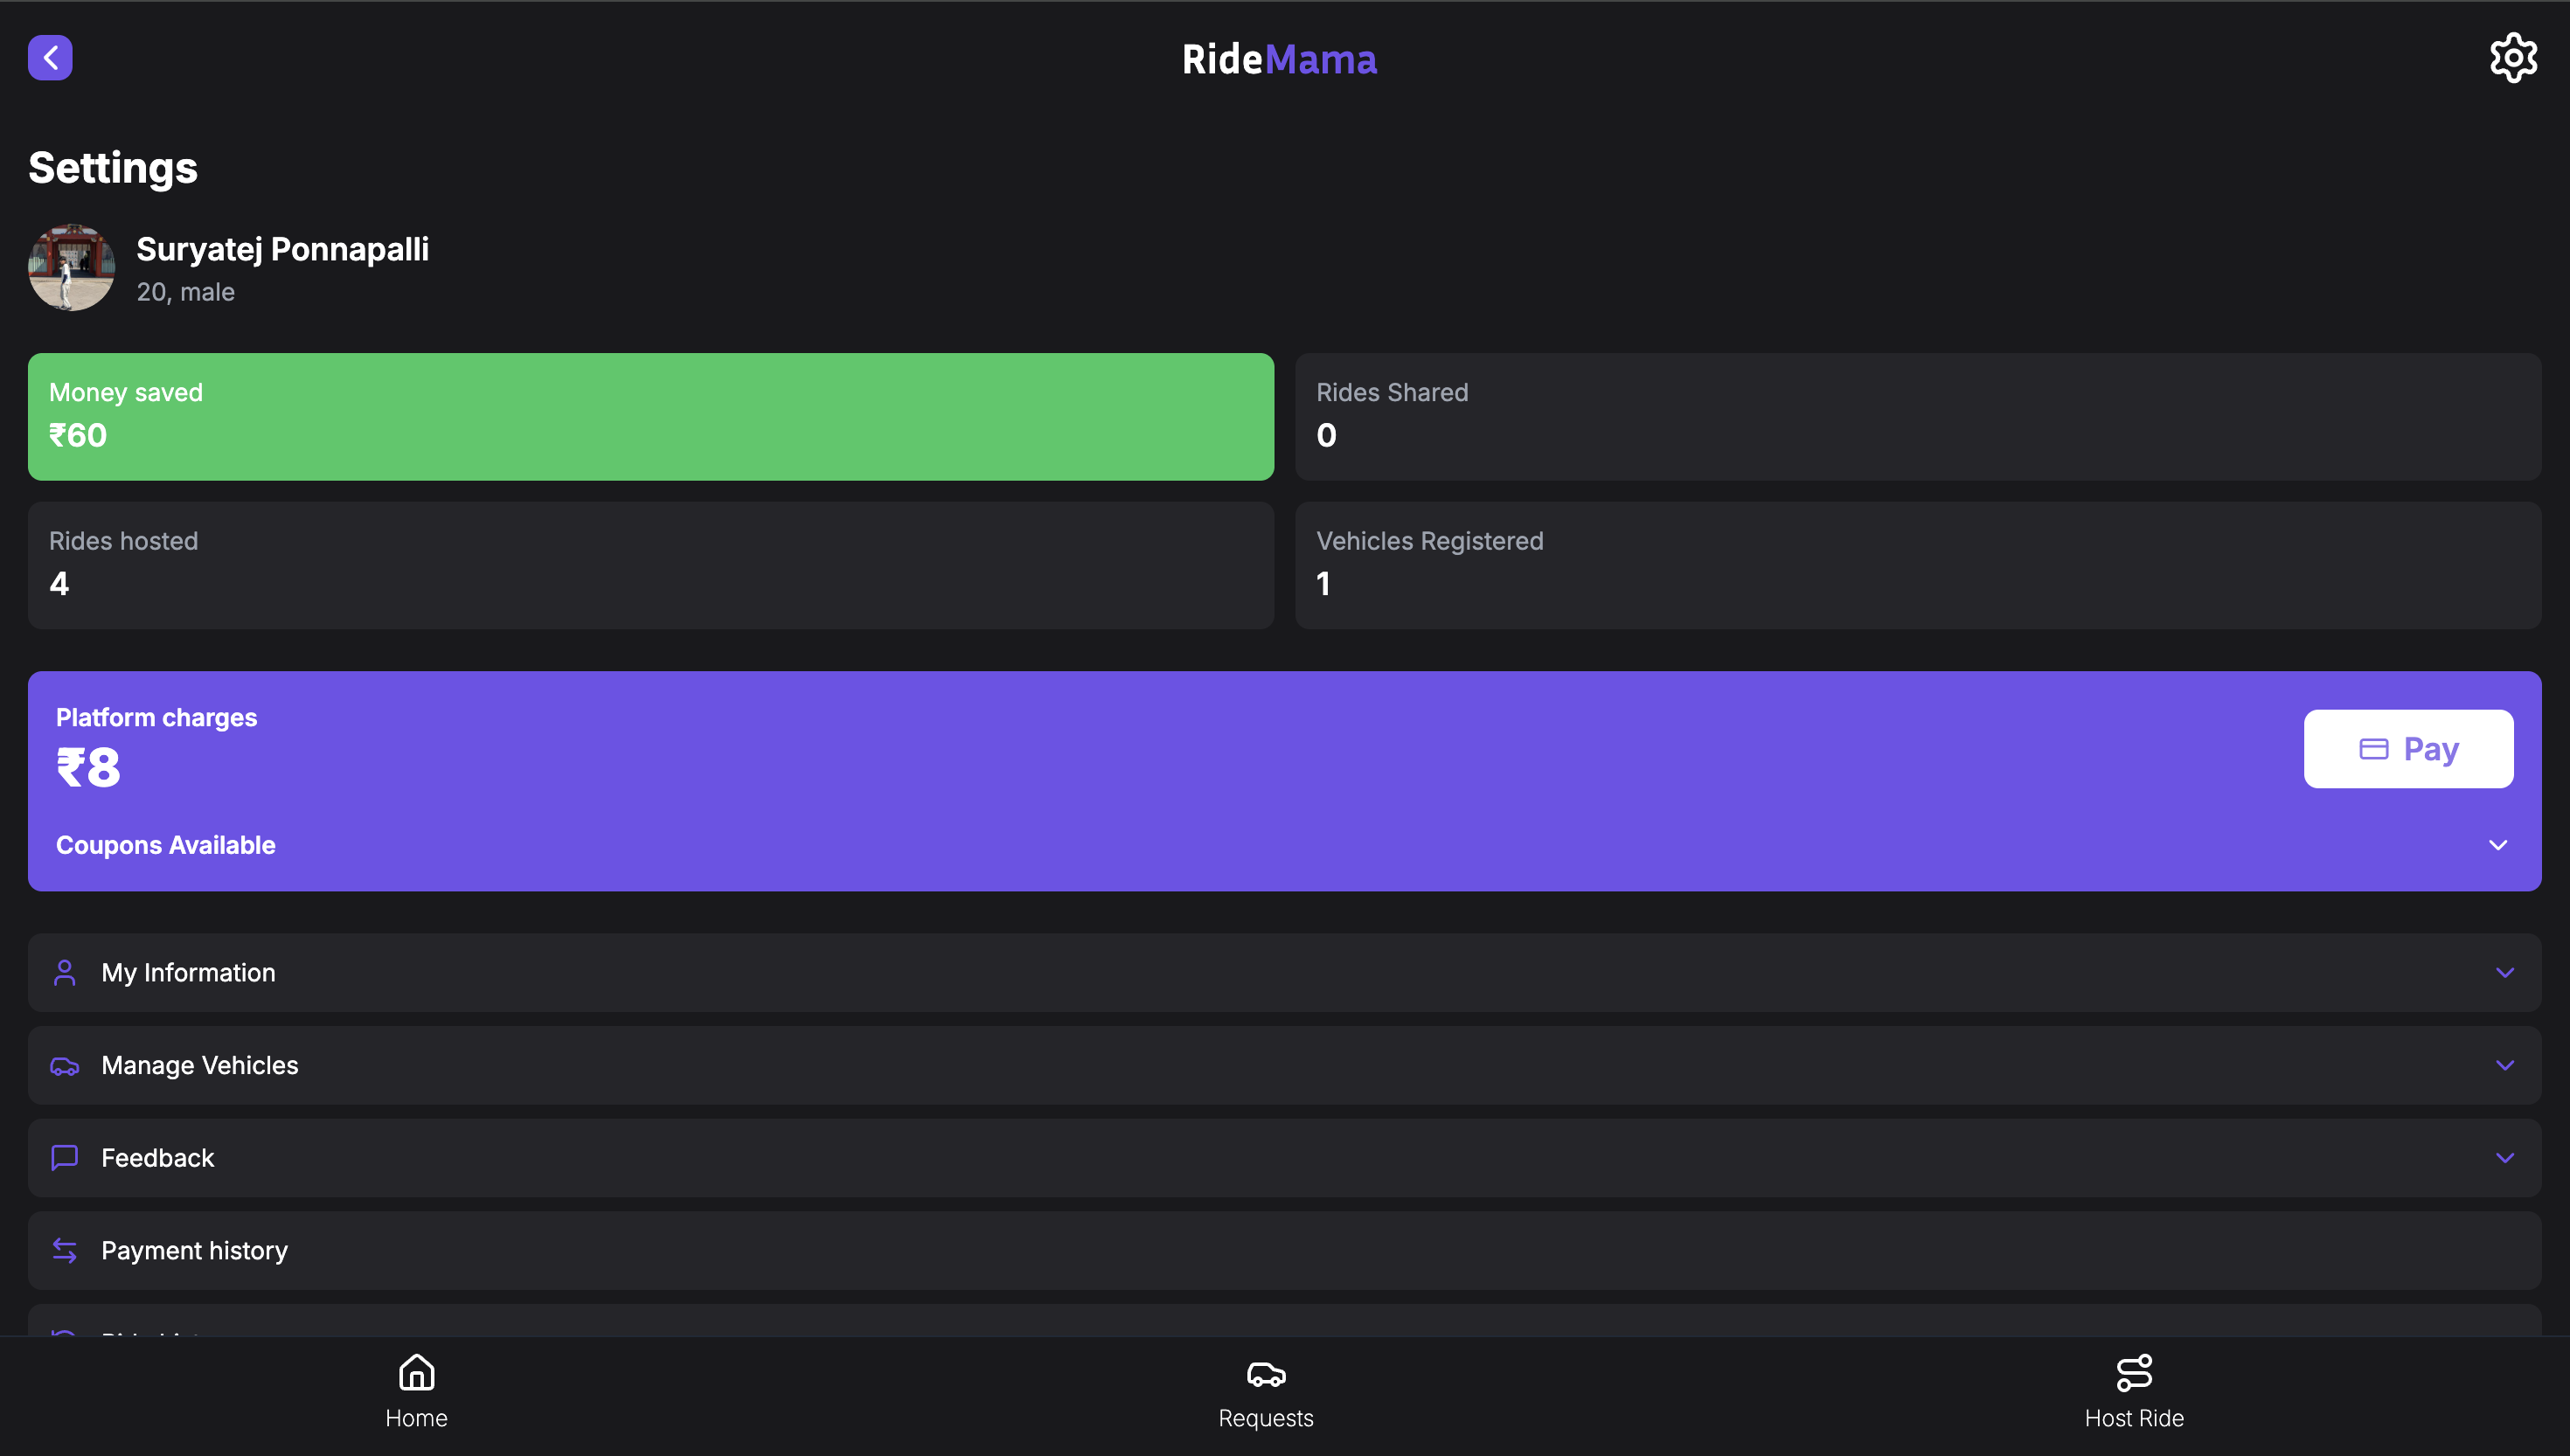 RideMama
Settings
Suryatej Ponnapalli
20, male
Money saved
₹60
Rides Shared
0
Rides hosted
4
Vehicles Registered
1
Platform charges
₹8
Pay
Coupons Available
My Information
Manage Vehicles
Feedback
Payment history
Home
Requests
Host Ride